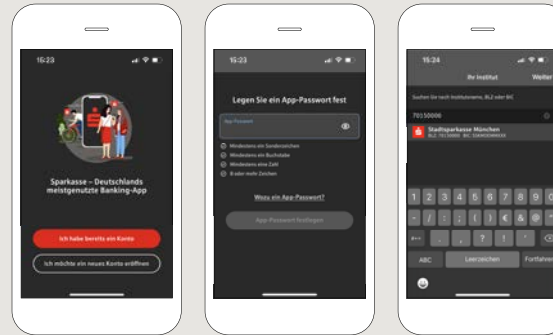 15:23
Sparkasse – Deutschlands
meistgenutzte Banking-App
Ich habe bereits ein Konto
Ich möchte ein neues Konto eröffnen
15:23
Legen Sie ein App-Passwort fest
App-Passwort
Mindestens ein Sonderzeichen
Mindestens ein Buchstabe
Mindestens eine Zahl
8 oder mehr Zeichen
Wozu ein App-Passwort?
App-Passwort festlegen
15:24
Ihr Institut
Weiter
Suchen Sie nach Institutsname, BLZ oder BIC
70150000
Stadtsparkasse München
1 2 3 4 5 6 7 8 9 0
- / : ; ( ) € & @ "
. , ? ! '
ABC Leerzeichen Fortfahren